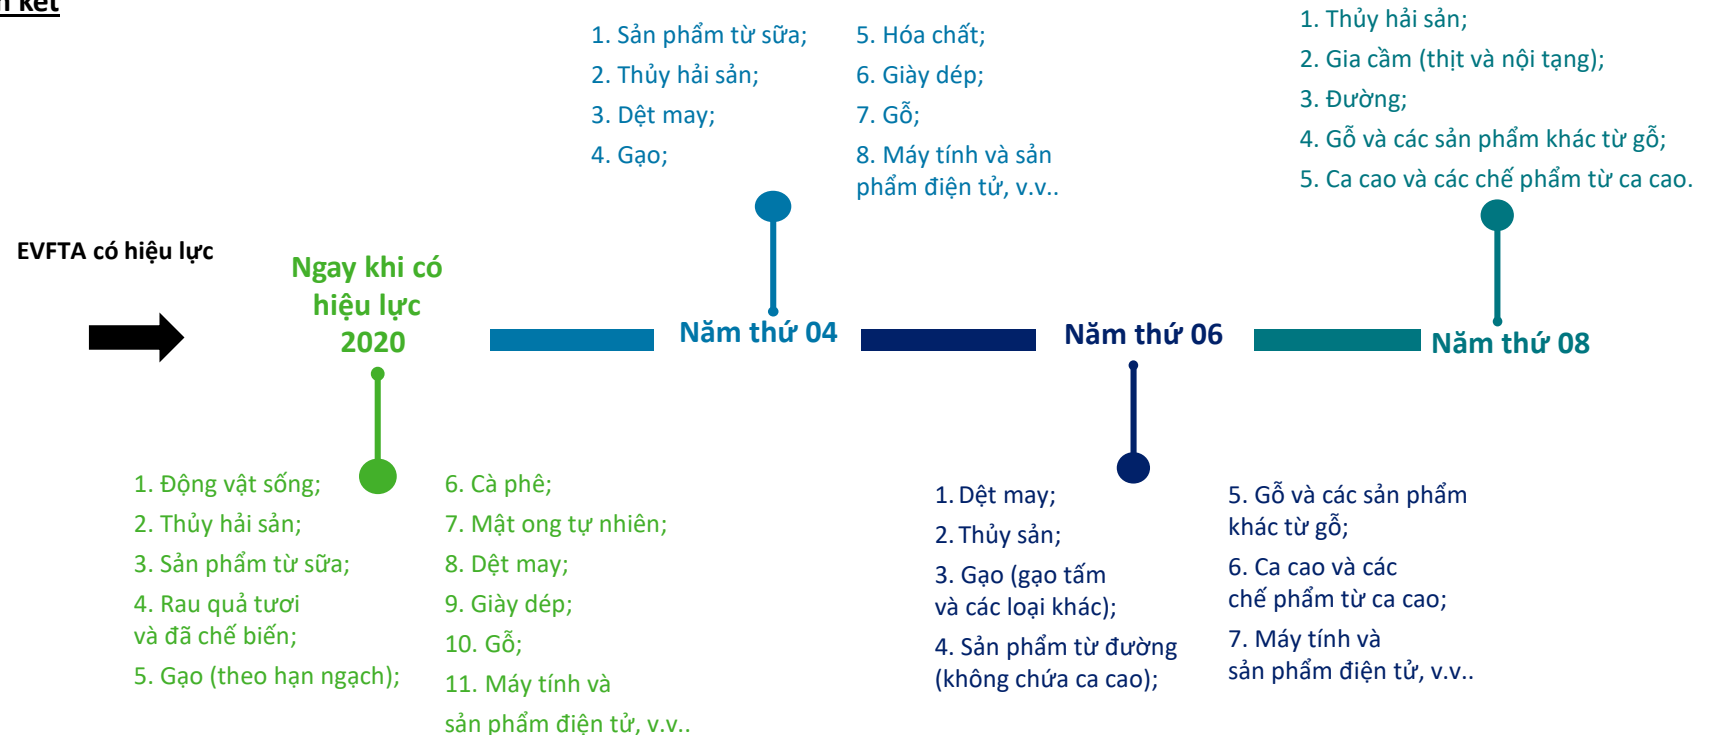 kết
EVFTA có hiệu lực
Ngay khi có
hiệu lực
2020
1. Động vật sống;
2. Thủy hải sản;
3. Sản phẩm từ sữa;
4. Rau quả tươi
và đã chế biến;
5. Gạo (theo hạn ngạch);
6. Cà phê;
7. Mật ong tự nhiên;
8. Dệt may;
9. Giày dép;
10. Gỗ;
11. Máy tính và
sản phẩm điện tử, v.v..
1. Sản phẩm từ sữa;
2. Thủy hải sản;
3. Dệt may;
4. Gạo;
5. Hóa chất;
6. Giày dép;
7. Gỗ;
8. Máy tính và sản
phẩm điện tử, v.v..
Năm thứ 04
Năm thứ 06
1. Dệt may;
2. Thủy sản;
3. Gạo (gạo tấm
và các loại khác);
4. Sản phẩm từ đường
(không chứa ca cao);
5. Gỗ và các sản phẩm
khác từ gỗ;
6. Ca cao và các
chế phẩm từ ca cao;
7. Máy tính và
sản phẩm điện tử, v.v..
1. Thủy hải sản;
2. Gia cầm (thịt và nội tạng);
3. Đường;
4. Gỗ và các sản phẩm khác từ gỗ;
5. Ca cao và các chế phẩm từ ca cao.
Năm thứ 08